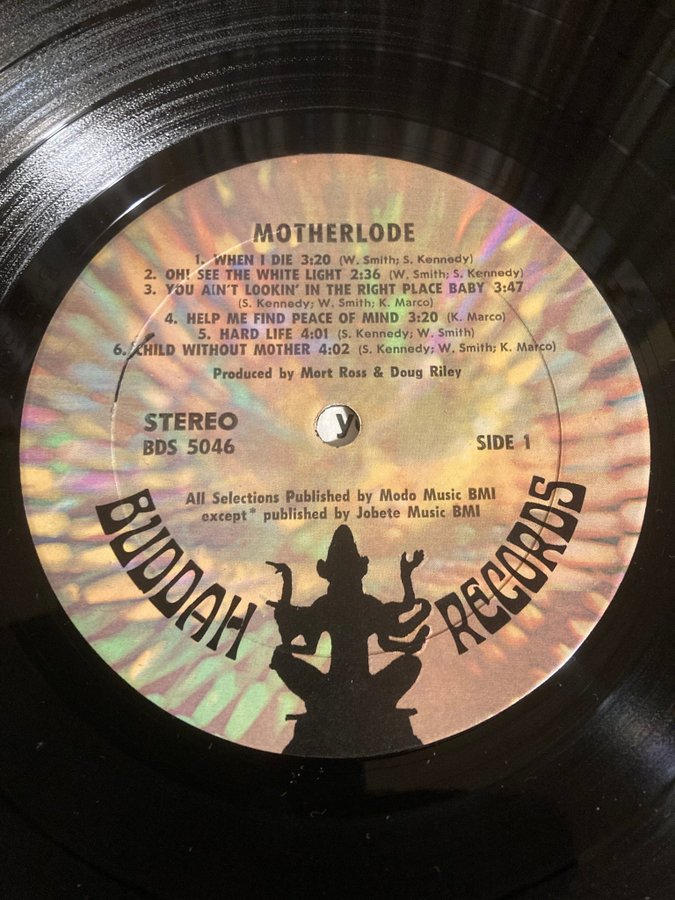 MOTHERLODE
1. WHEN I DIE 3:20 (W. Smith; S. Kennedy)
2. OH! SEE THE WHITE LIGHT 2:36 (W. Smith; S. Kennedy)
3. YOU AIN'T LOOKIN' IN THE RIGHT PLACE BABY 3:47
(S. Kennedy; W. Smith; K. Marco)
4. HELP ME FIND PEACE OF MIND 3:20 (K. Marco)
5. HARD LIFE 4:01 (S. Kennedy; W. Smith)
6. CHILD WITHOUT MOTHER 4:02 (S. Kennedy; W. Smith; K. Marco)
Produced by Mort Ross & Doug Riley
STEREO
BDS 5046
SIDE 1
All Selections Published by Modo Music BMI
except* published by Jobete Music BMI
BUDDAH RECORDS